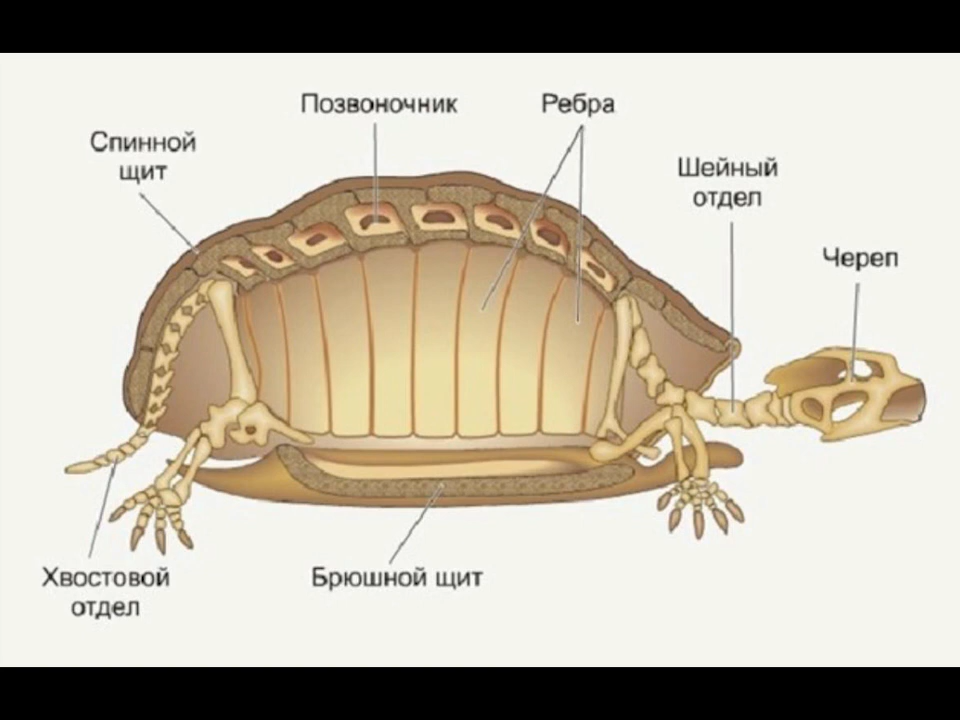 Позвоночник
Ребра
Спинной
щит
Шейный
отдел
Череп
Хвостовой
отдел
Брюшной щит